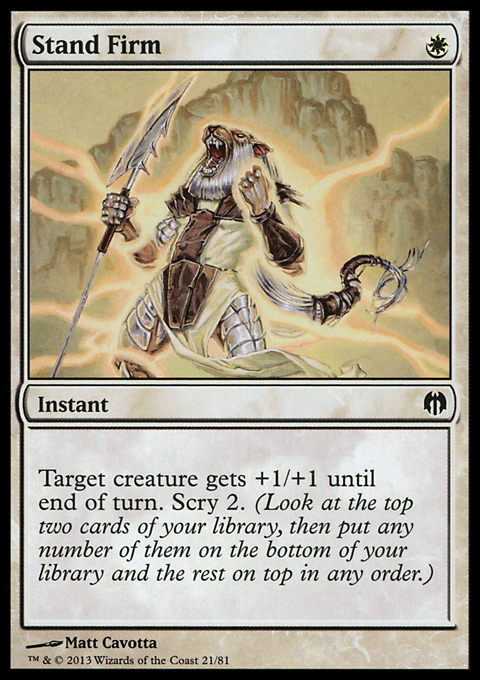 Stand Firm
Instant
Target creature gets +1/+1 until
end of turn. Scry 2. (Look at the top
two cards of your library, then put any
number of them on the bottom of your
library and the rest on top in any order.)
Matt Cavotta
™ & © 2013 Wizards of the Coast 21/81